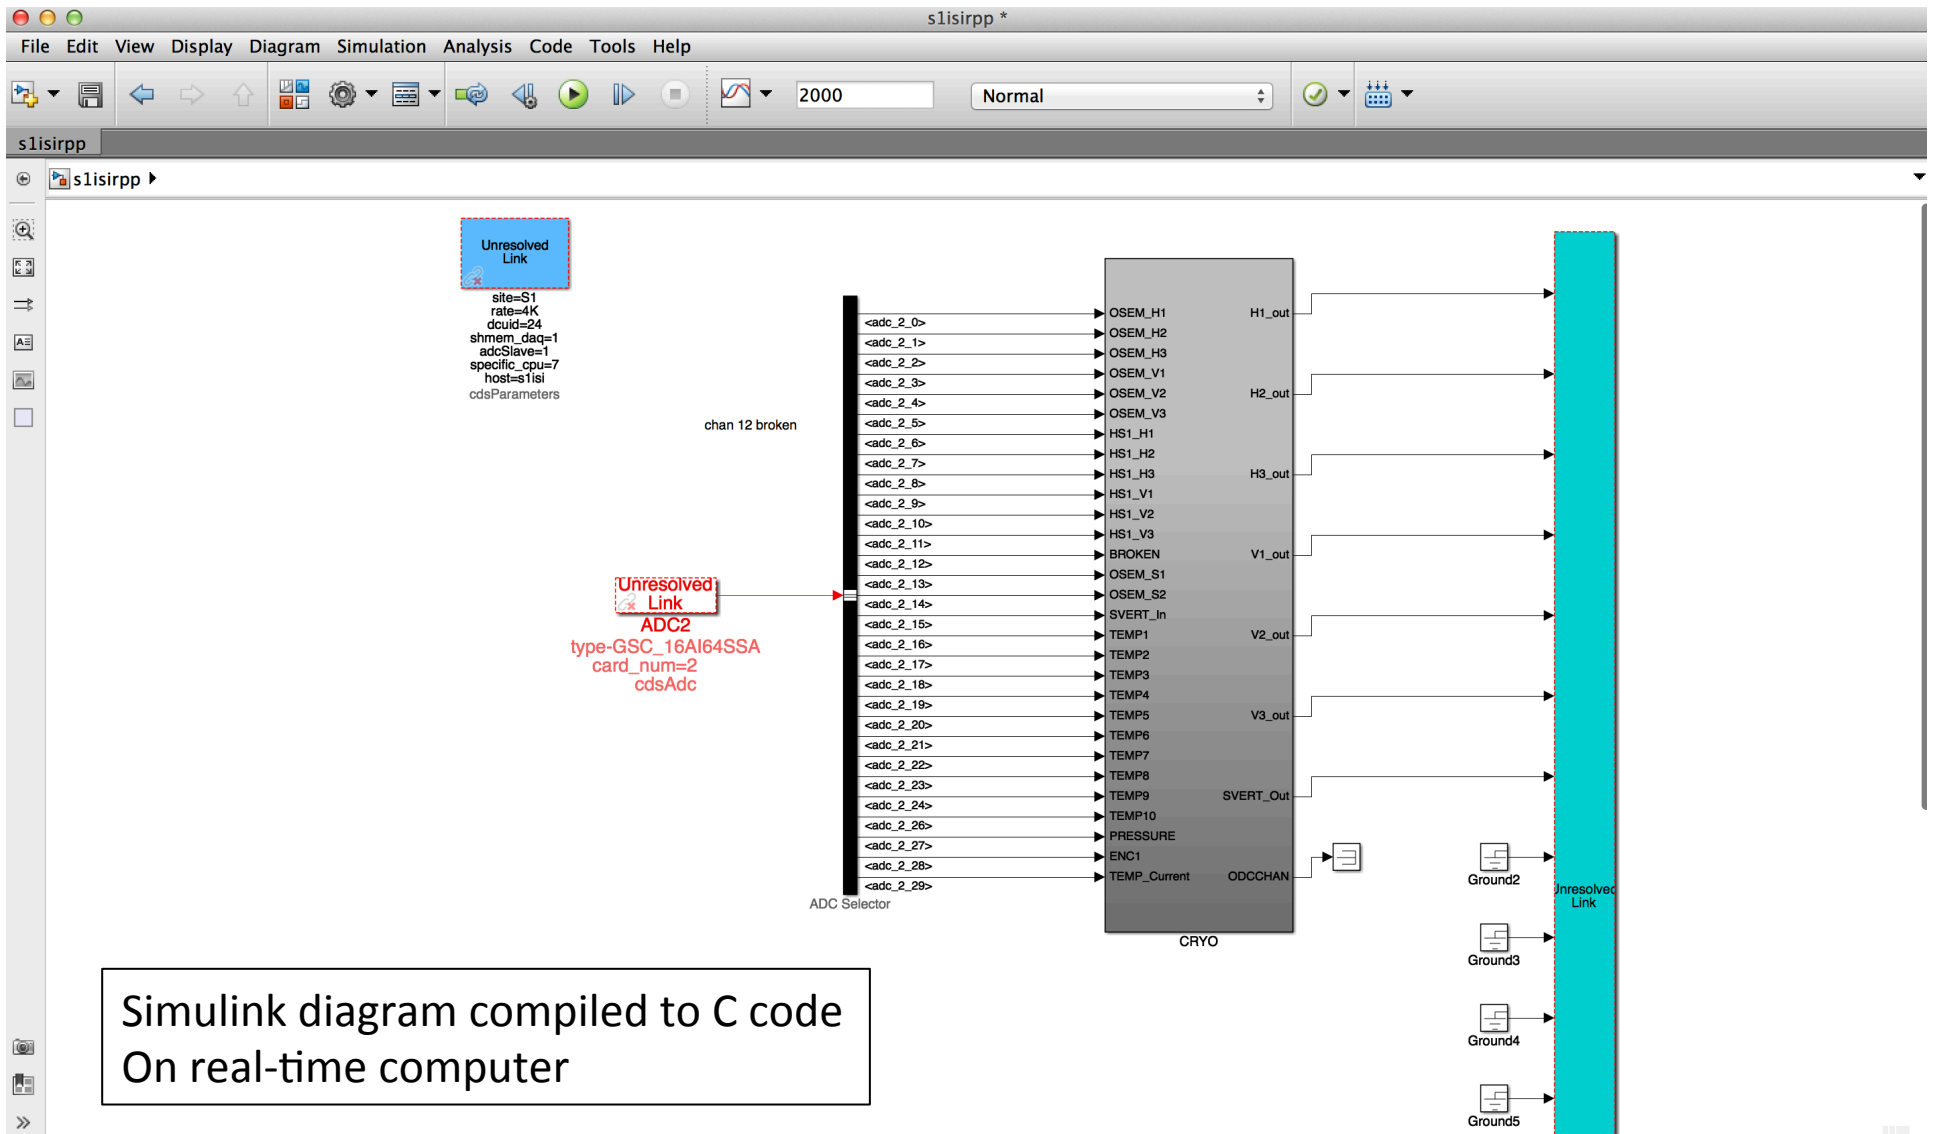 s1isirpp *
File Edit View Display Diagram Simulation Analysis Code Tools Help
2000
Normal
s1isirpp
s1isirpp
Unresolved
Link
site=S1
rate=4K
dcuid=24
shmem_daq=1
adcSlave=1
specific_cpu=7
host=s1isi
cdsParameters
chan 12 broken
Unresolved
Link
ADC2
type-GSC_16AI64SSA
card_num=2
cdsAdc
<adc_2_0>
<adc_2_1>
<adc_2_2>
<adc_2_3>
<adc_2_4>
<adc_2_5>
<adc_2_6>
<adc_2_7>
<adc_2_8>
<adc_2_9>
<adc_2_10>
<adc_2_11>
<adc_2_12>
<adc_2_13>
<adc_2_14>
<adc_2_15>
<adc_2_16>
<adc_2_17>
<adc_2_18>
<adc_2_19>
<adc_2_20>
<adc_2_21>
<adc_2_22>
<adc_2_23>
<adc_2_24>
<adc_2_26>
<adc_2_27>
<adc_2_28>
<adc_2_29>
ADC Selector
OSEM_H1
OSEM_H2
OSEM_H3
OSEM_V1
OSEM_V2
OSEM_V3
HS1_H1
HS1_H2
HS1_H3
HS1_V1
HS1_V2
HS1_V3
BROKEN
OSEM_S1
OSEM_S2
SVERT_In
TEMP1
TEMP2
TEMP3
TEMP4
TEMP5
TEMP6
TEMP7
TEMP8
TEMP9
TEMP10
PRESSURE
ENC1
TEMP_Current
H1_out
H2_out
H3_out
V1_out
V2_out
V3_out
SVERT_Out
ODCCHAN
CRYO
Ground2
Ground3
Ground4
Ground5
Unresolved
Link
Simulink diagram compiled to C code
On real-time computer